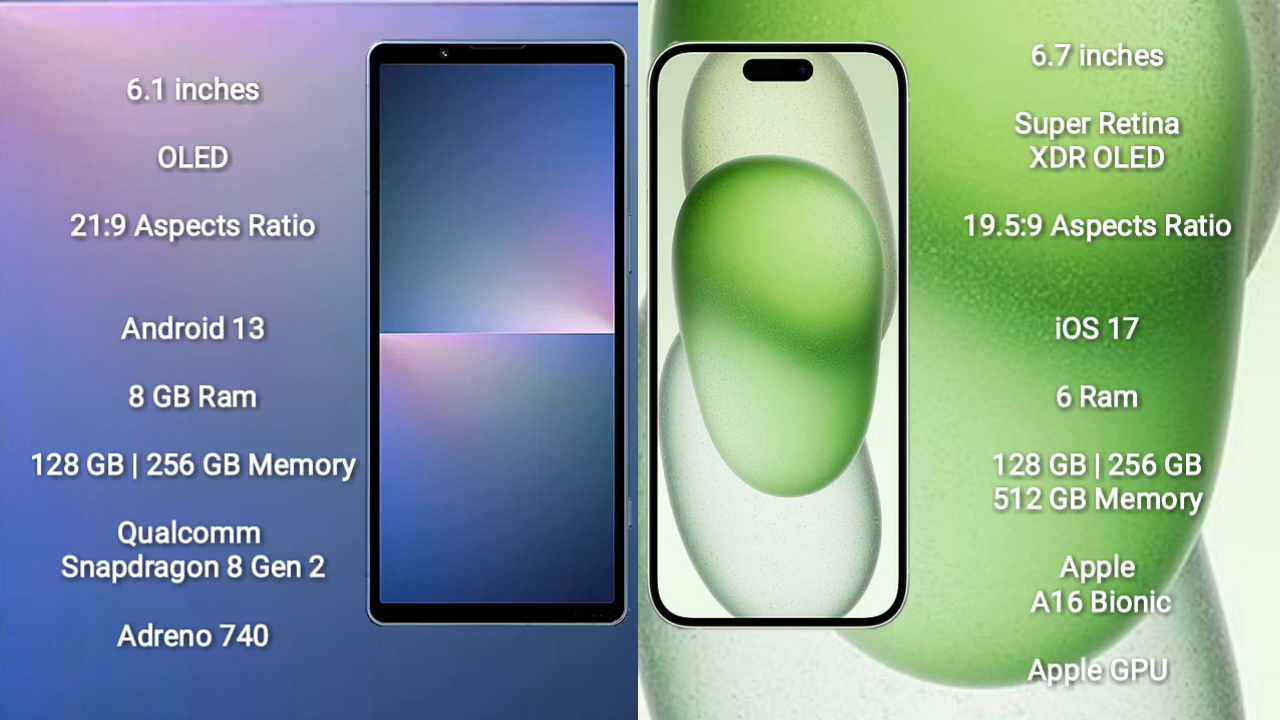 6.1 inches
OLED
21:9 Aspects Ratio
Android 13
8 GB Ram
128 GB | 256 GB Memory
Qualcomm
Snapdragon 8 Gen 2
Adreno 740
6.7 inches
Super Retina
XDR OLED
19.5:9 Aspects Ratio
iOS 17
6 Ram
128 GB | 256 GB
512 GB Memory
Apple
A16 Bionic
Apple GPU